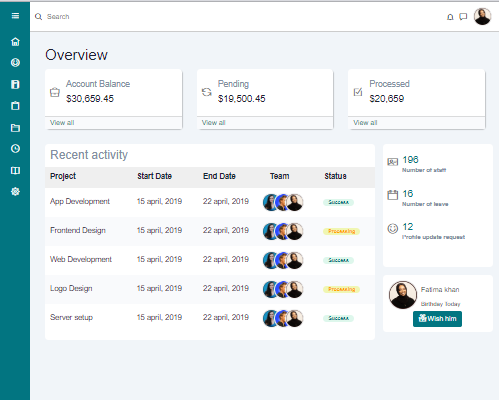 Search
Overview
Account Balance
$30,659.45
View all
Pending
$19,500.45
View all
Processed
$20,659
View all
Recent activity
Project Start Date End Date Team Status
App Development 15 april, 2019 22 april, 2019 Success
Frontend Design 15 april, 2019 22 april, 2019 Processing
Web Development 15 april, 2019 22 april, 2019 Success
Logo Design 15 april, 2019 22 april, 2019 Processing
Server setup 15 april, 2019 22 april, 2019 Success
196
Number of staff
16
Number of leave
12
Profile update request
Fatima khan
Birthday Today
Wish him